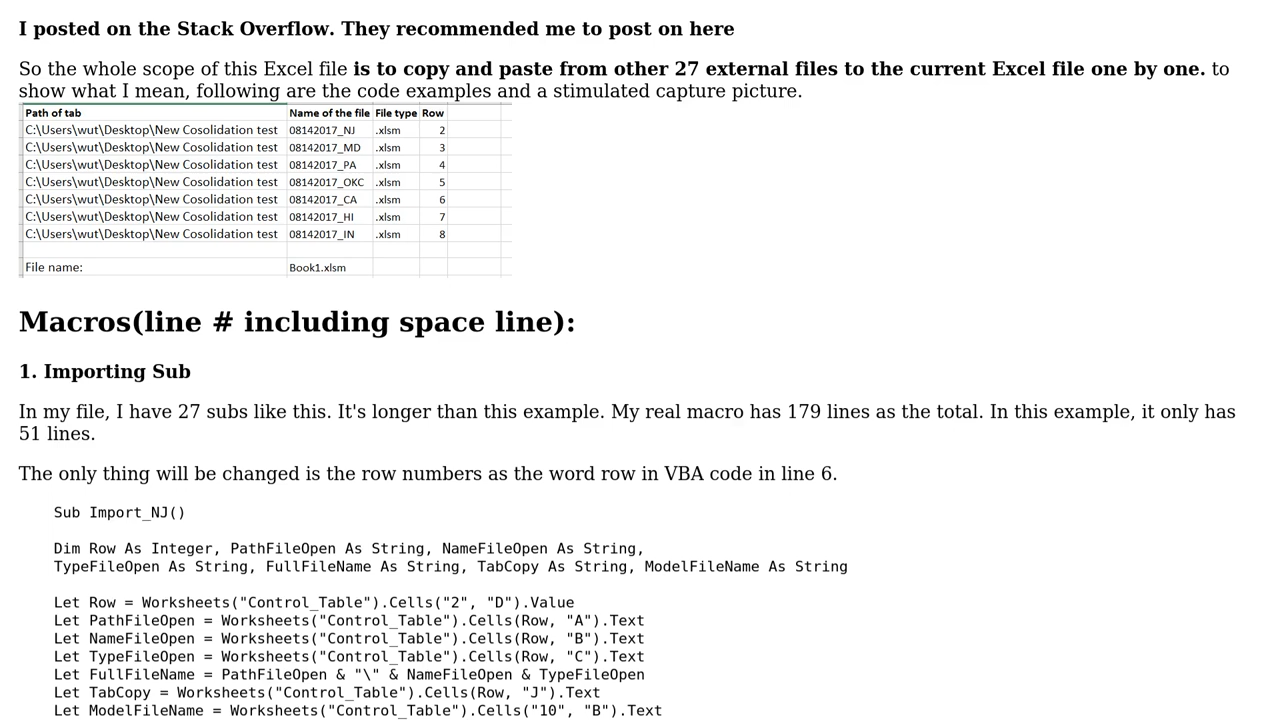 I posted on the Stack Overflow. They recommended me to post on here
So the whole scope of this Excel file is to copy and paste from other 27 external files to the current Excel file one by one. to
show what I mean, following are the code examples and a stimulated capture picture.
Path of tab Name of the file File type Row
C:\Users\wut\Desktop\New Cosolidation test 08142017_NJ .xlsm 2
C:\Users\wut\Desktop\New Cosolidation test 08142017_MD .xlsm 3
C:\Users\wut\Desktop\New Cosolidation test 08142017_PA .xlsm 4
C:\Users\wut\Desktop\New Cosolidation test 08142017_OKC .xlsm 5
C:\Users\wut\Desktop\New Cosolidation test 08142017_CA .xlsm 6
C:\Users\wut\Desktop\New Cosolidation test 08142017_HI .xlsm 7
C:\Users\wut\Desktop\New Cosolidation test 08142017_IN .xlsm 8
File name: Book1.xlsm
Macros(line # including space line):
1. Importing Sub
In my file, I have 27 subs like this. It's longer than this example. My real macro has 179 lines as the total. In this example, it only has
51 lines.
The only thing will be changed is the row numbers as the word row in VBA code in line 6.
Sub Import_NJ()
Dim Row As Integer, PathFileOpen As String, NameFileOpen As String,
TypeFileOpen As String, FullFileName As String, TabCopy As String, ModelFileName As String
Let Row = Worksheets("Control_Table").Cells("2", "D").Value
Let PathFileOpen = Worksheets("Control_Table").Cells(Row, "A").Text
Let NameFileOpen = Worksheets("Control_Table").Cells(Row, "B").Text
Let TypeFileOpen = Worksheets("Control_Table").Cells(Row, "C").Text
Let FullFileName = PathFileOpen & "\" & NameFileOpen & TypeFileOpen
Let TabCopy = Worksheets("Control_Table").Cells(Row, "J").Text
Let ModelFileName = Worksheets("Control_Table").Cells("10", "B").Text